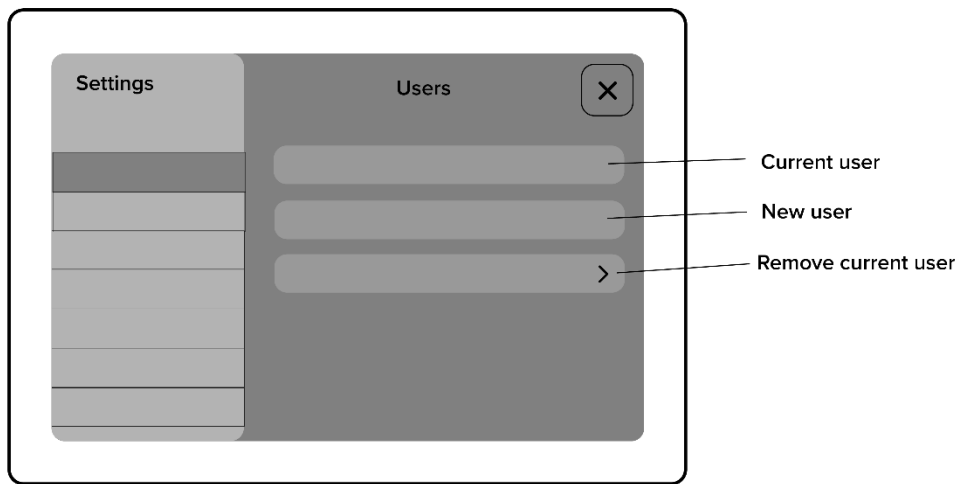 Settings
Users
Current user
New user
Remove current user